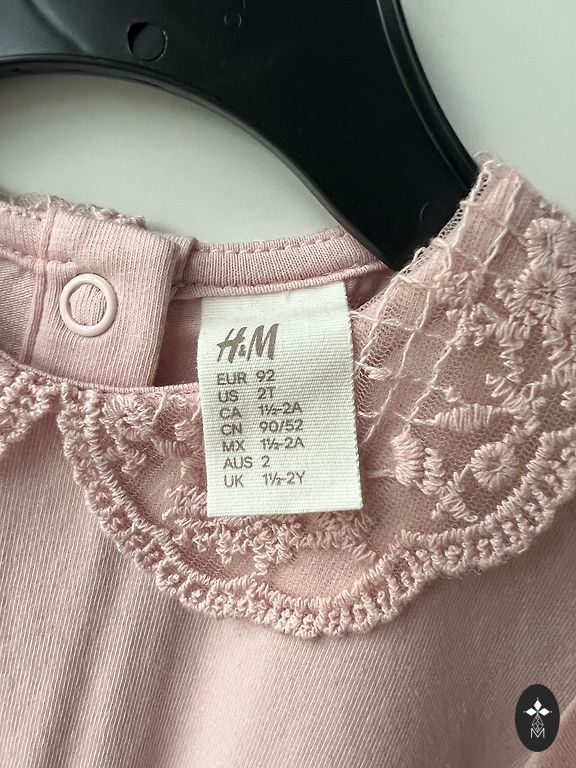 H&M
EUR 92
US 2T
CA 1½-2A
CN 90/52
MX 1½-2A
AUS 2
UK 1½-2Y
M